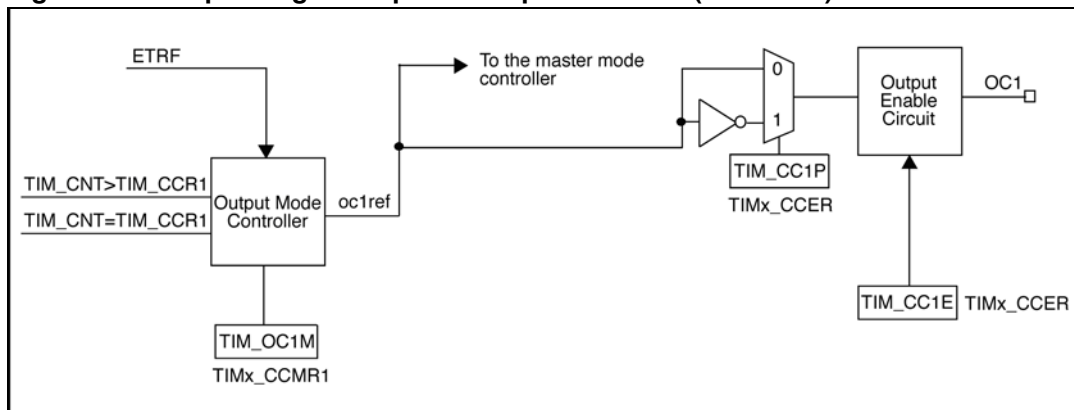 ETRF
To the master mode
controller
0
1
Output
Enable
Circuit
OC1
TIM_CNT>TIM_CCR1
TIM_CNT=TIM_CCR1
Output Mode
Controller
oc1ref
TIM_CC1P
TIMx_CCER
TIM_CC1E TIMx_CCER
TIM_OC1M
TIMx_CCMR1